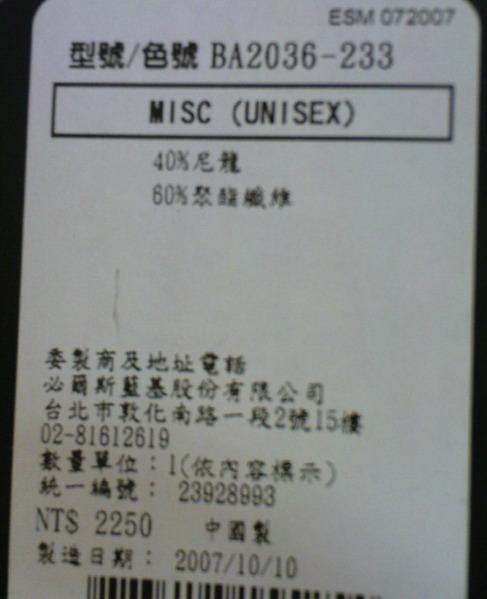 ESM 072007
型號/色號 BA2036-233
MISC (UNISEX)
40%尼龍
60%聚酯纖維
委製商及地址電話
必爾斯藍基股份有限公司
台北市敦化南路一段2號15樓
02-81612619
數量單位：1(依內容標示)
統一編號： 23928993
NT$ 2250 中國製
製造日期： 2007/10/10